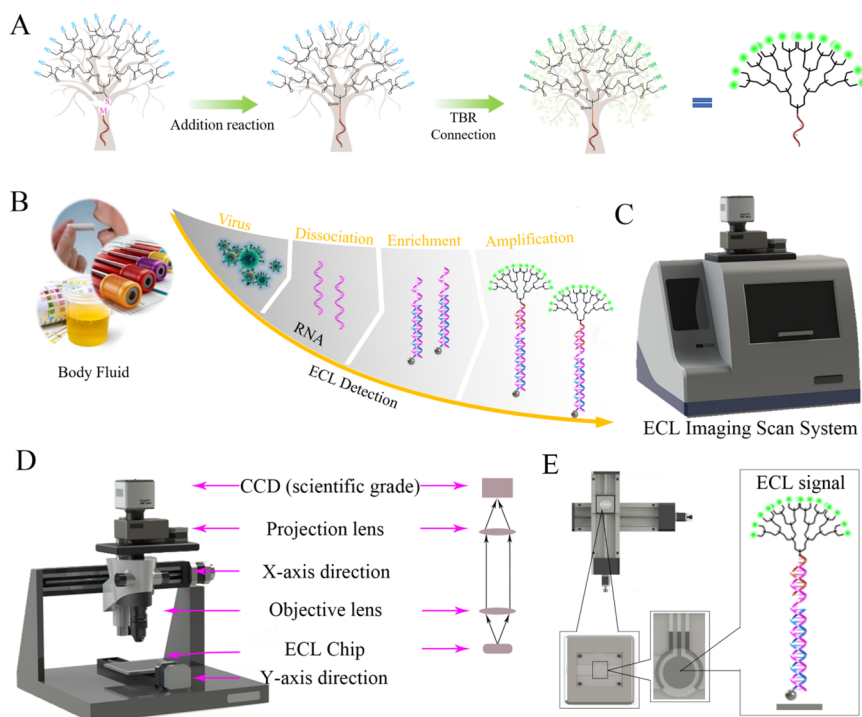 A
S
M
Addition reaction
TBR
Connection
B
Virus
Dissociation
Enrichment
Amplification
RNA
ECL Detection
Body Fluid
C
ECL Imaging Scan System
D
CCD (scientific grade)
Projection lens
X-axis direction
Objective lens
ECL Chip
Y-axis direction
E
ECL signal